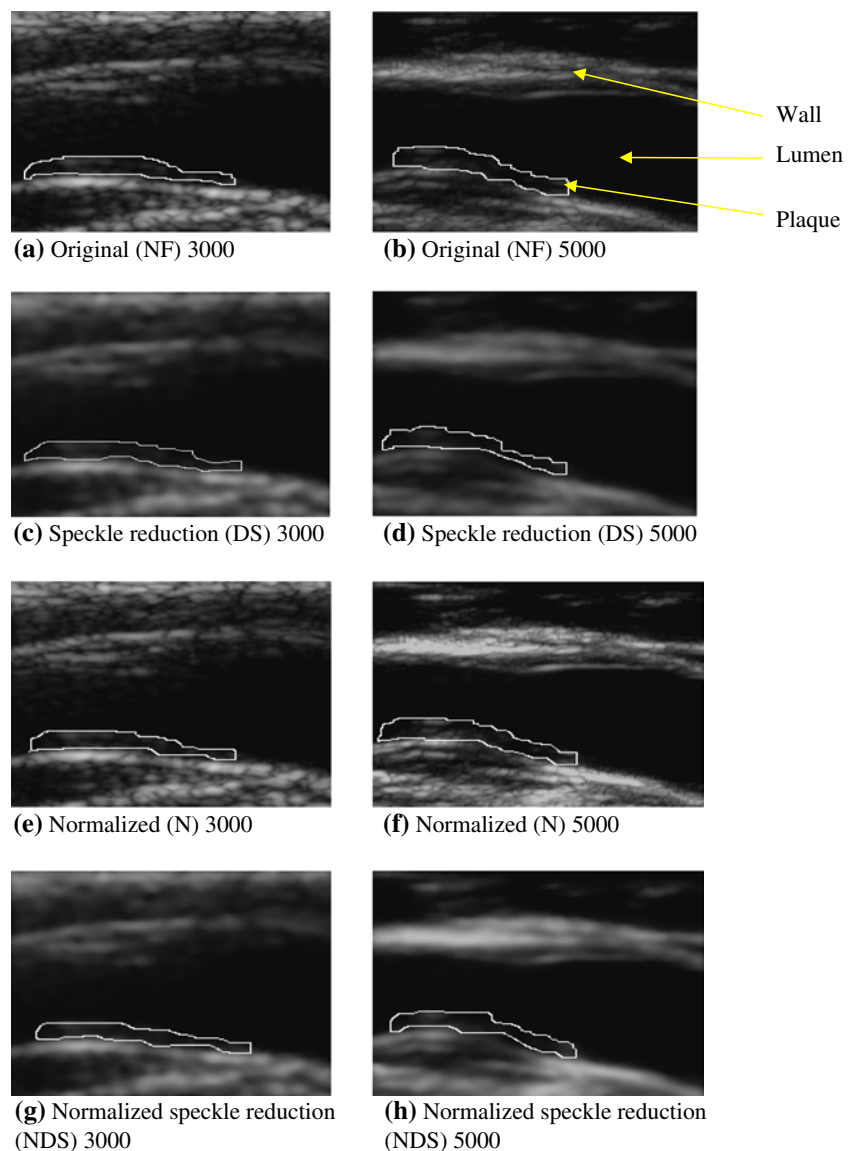 Wall
Lumen
Plaque
(a) Original (NF) 3000
(b) Original (NF) 5000
(c) Speckle reduction (DS) 3000
(d) Speckle reduction (DS) 5000
(e) Normalized (N) 3000
(f) Normalized (N) 5000
(g) Normalized speckle reduction
(NDS) 3000
(h) Normalized speckle reduction
(NDS) 5000